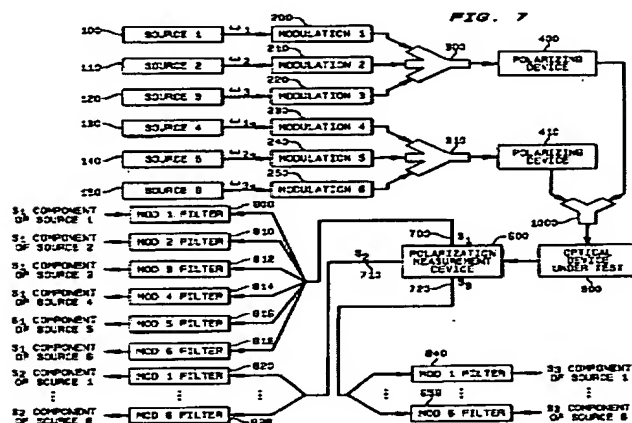 FIG. 7
100 SOURCE 1 ω1 200 MODULATION 1
110 SOURCE 2 ω2 210 MODULATION 2 300 400 POLARIZING DEVICE
120 SOURCE 3 220 MODULATION 3
130 SOURCE 4 230 MODULATION 4
140 SOURCE 5 240 MODULATION 5 310 410 POLARIZING DEVICE
SOURCE 6 250 MODULATION 6
1000
S1 COMPONENT OF SOURCE 1 MOD 1 FILTER
S1 COMPONENT OF SOURCE 2 810 MOD 2 FILTER
S1 COMPONENT OF SOURCE 3 812 MOD 3 FILTER
S1 COMPONENT OF SOURCE 4 814 MOD 4 FILTER
S1 COMPONENT OF SOURCE 5 816 MOD 5 FILTER
S1 COMPONENT OF SOURCE 6 818 MOD 6 FILTER
S2 COMPONENT OF SOURCE 1 820 MOD 1 FILTER
S2 COMPONENT OF SOURCE 6 MOD 6 FILTER
700 S1 600 POLARIZATION MEASUREMENT DEVICE
S2 710
720 S3
OPTICAL DEVICE UNDER TEST
840 MOD 1 FILTER S3 COMPONENT OF SOURCE 1
MOD 6 FILTER S3 COMPONENT OF SOURCE 6